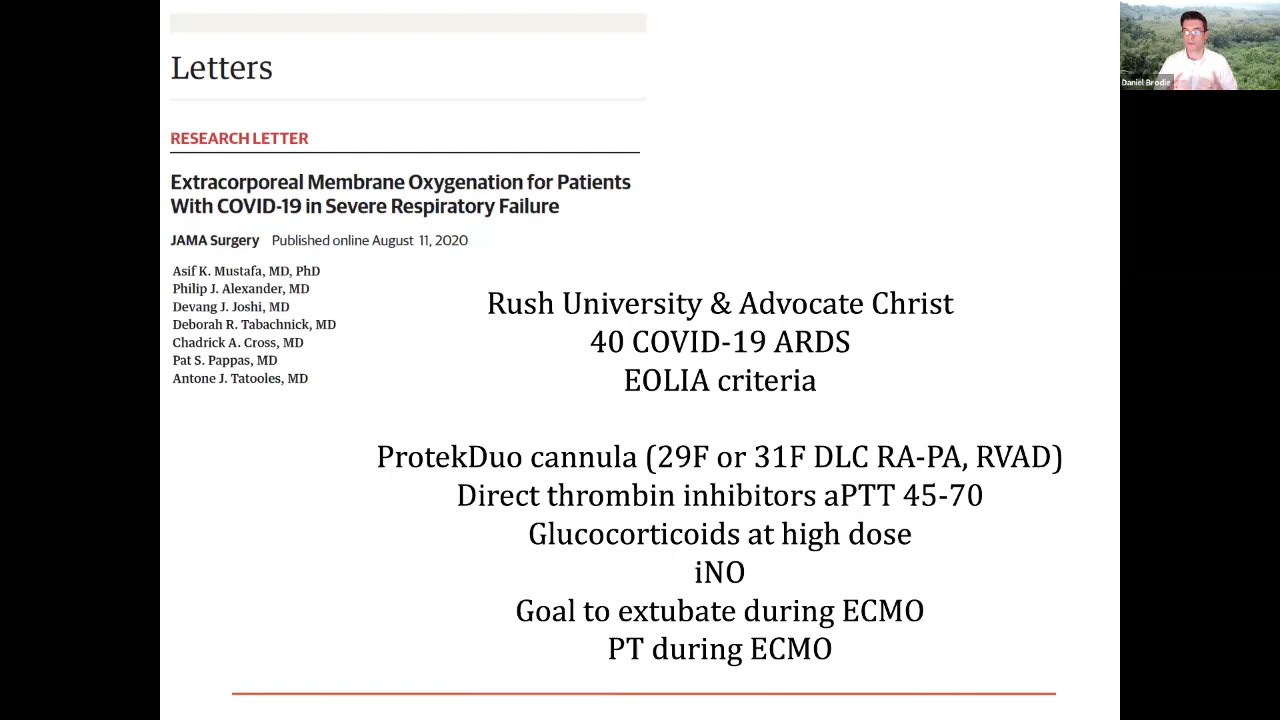 Letters
RESEARCH LETTER
Extracorporeal Membrane Oxygenation for Patients
With COVID-19 in Severe Respiratory Failure
JAMA Surgery Published online August 11, 2020
Asif K. Mustafa, MD, PhD
Philip J. Alexander, MD
Devang J. Joshi, MD
Deborah R. Tabachnick, MD
Chadrick A. Cross, MD
Pat S. Pappas, MD
Antone J. Tatooles, MD
Rush University & Advocate Christ
40 COVID-19 ARDS
EOLIA criteria
ProtekDuo cannula (29F or 31F DLC RA-PA, RVAD)
Direct thrombin inhibitors aPTT 45-70
Glucocorticoids at high dose
iNO
Goal to extubate during ECMO
PT during ECMO
Daniel Brodie